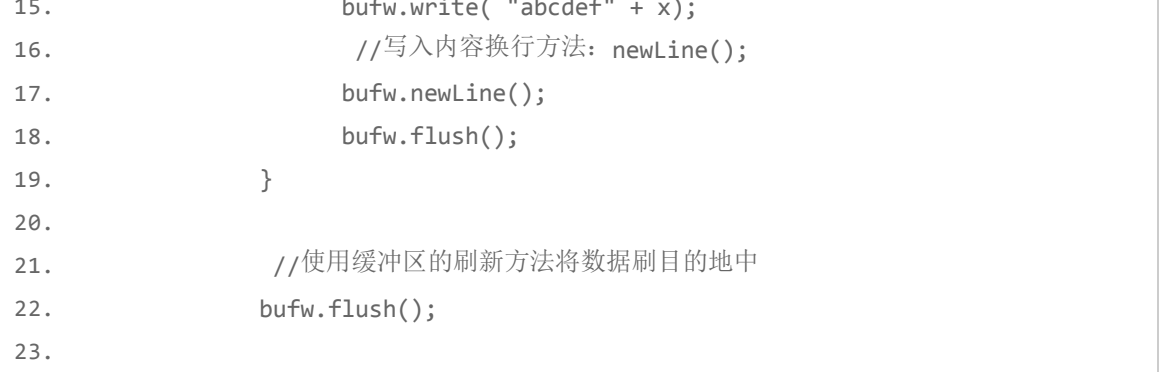 15. bufw.write( "abcdef" + x);
16. //写入内容换行方法：newLine();
17. bufw.newLine();
18. bufw.flush();
19. }
20.
21. //使用缓冲区的刷新方法将数据刷目的地中
22. bufw.flush();
23.